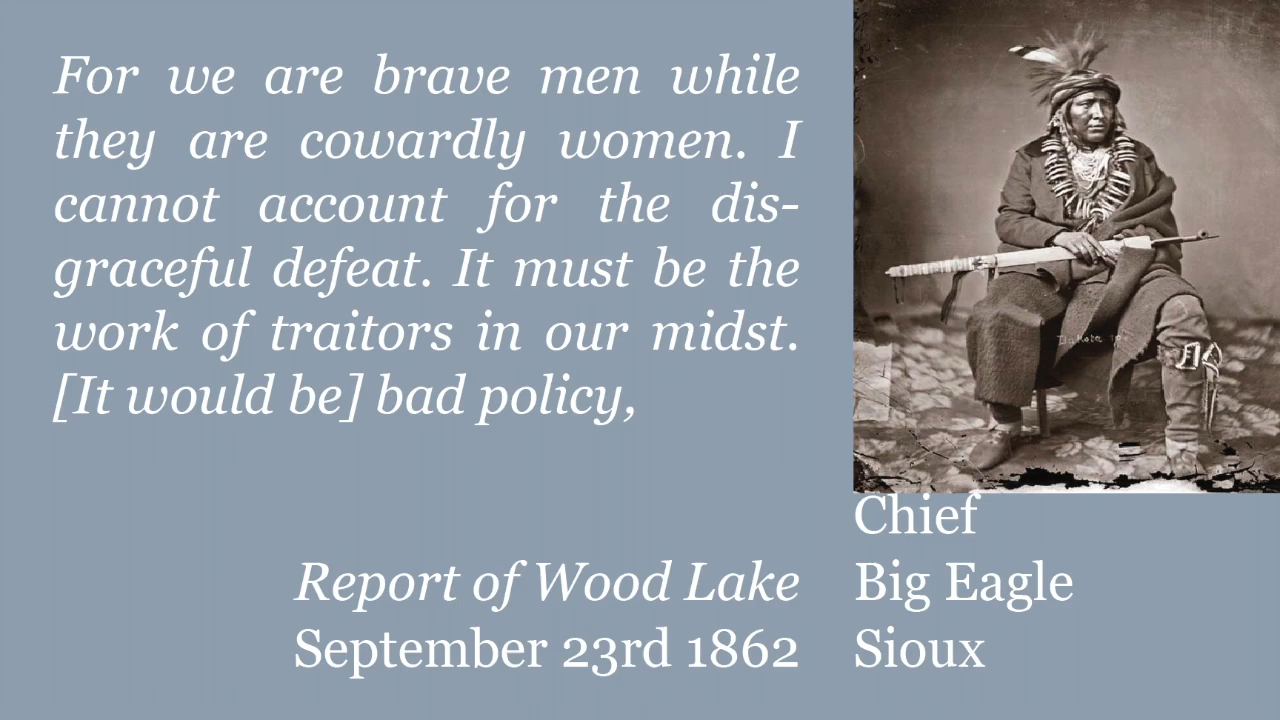 For we are brave men while
they are cowardly women. I
cannot account for the dis-
graceful defeat. It must be the
work of traitors in our midst.
[It would be] bad policy,
Report of Wood Lake
September 23rd 1862
Chief
Big Eagle
Sioux
Dakota